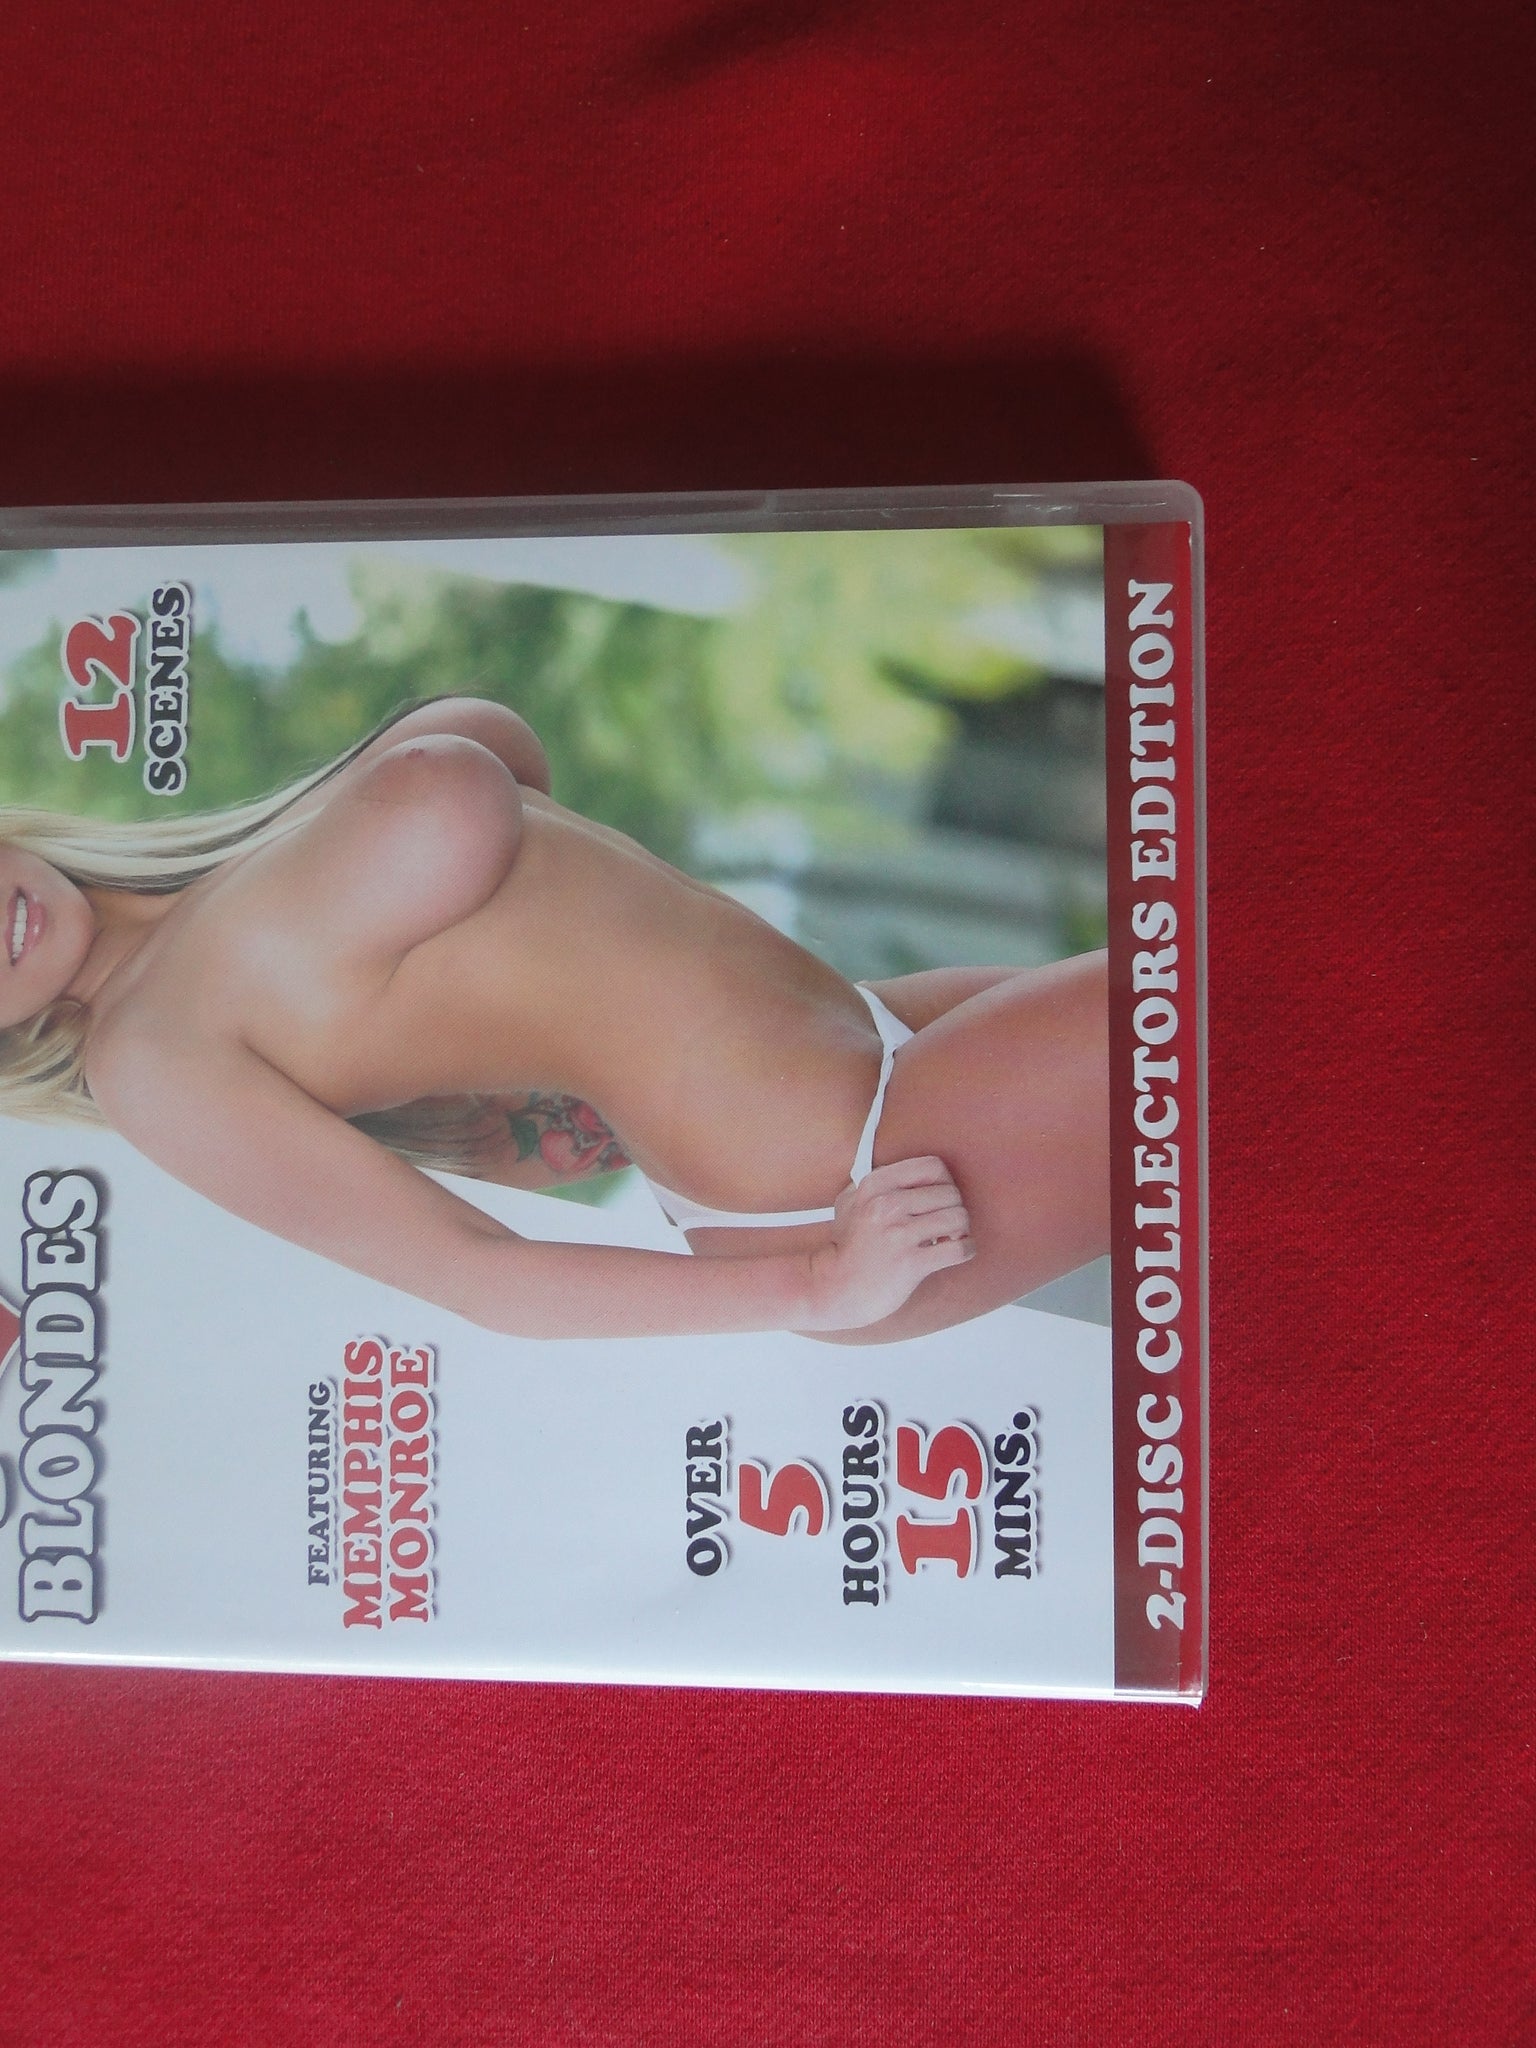 BLONDES
12
SCENES
FEATURING
MEMPHIS
MONROE
OVER
5
HOURS
15
MINS.
2-DISC COLLECTORS EDITION